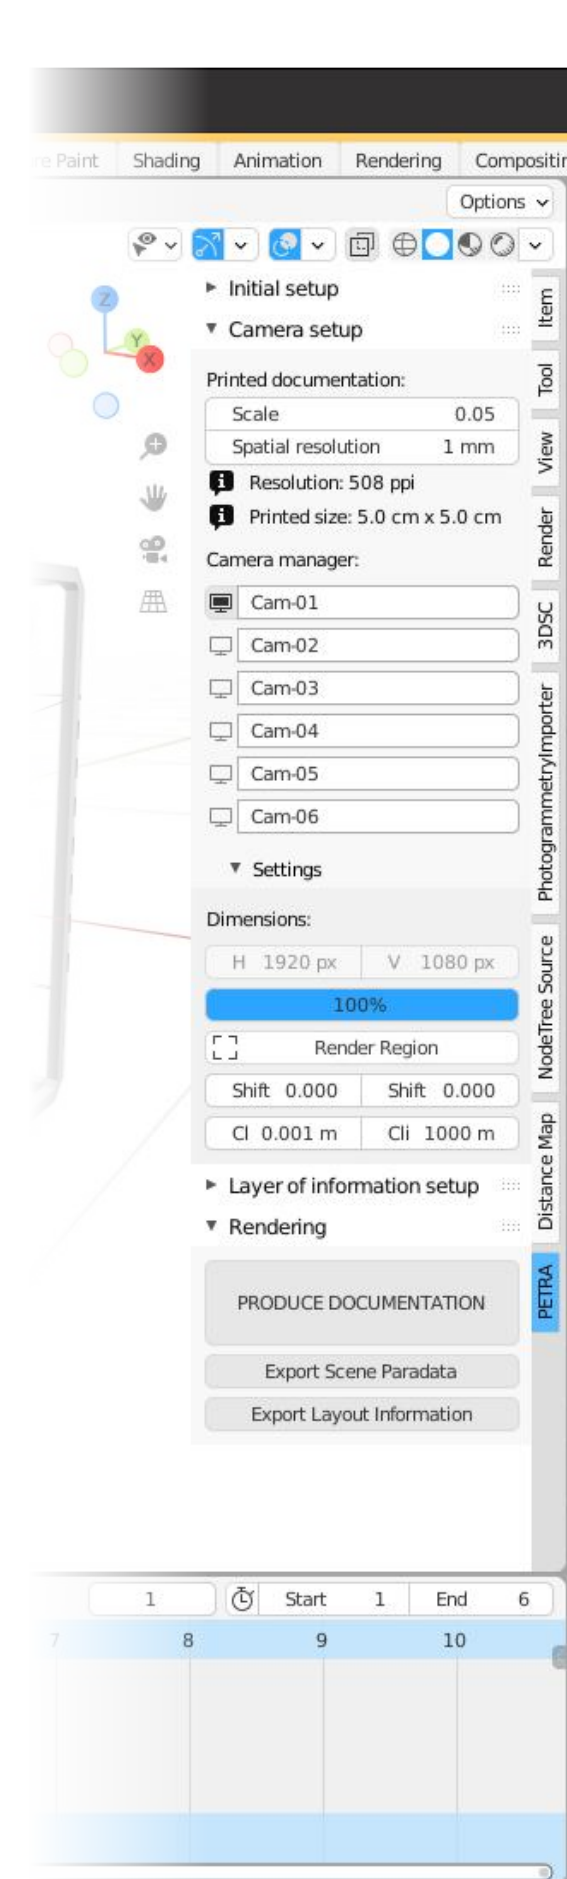 re Paint Shading Animation Rendering Compositin
Options
Initial setup
Camera setup
Z
Y
X
Printed documentation:
Scale 0.05
Spatial resolution 1 mm
Resolution: 508 ppi
Printed size: 5.0 cm x 5.0 cm
Camera manager:
Cam-01
Cam-02
Cam-03
Cam-04
Cam-05
Cam-06
Settings
Dimensions:
H 1920 px V 1080 px
100%
Render Region
Shift 0.000 Shift 0.000
Cl 0.001 m Cli 1000 m
Layer of information setup
Rendering
PRODUCE DOCUMENTATION
Export Scene Paradata
Export Layout Information
Item
Tool
View
Render
3DSC
PhotogrammetryImporter
NodeTree Source
Distance Map
PETRA
1 Start 1 End 6
7 8 9 10